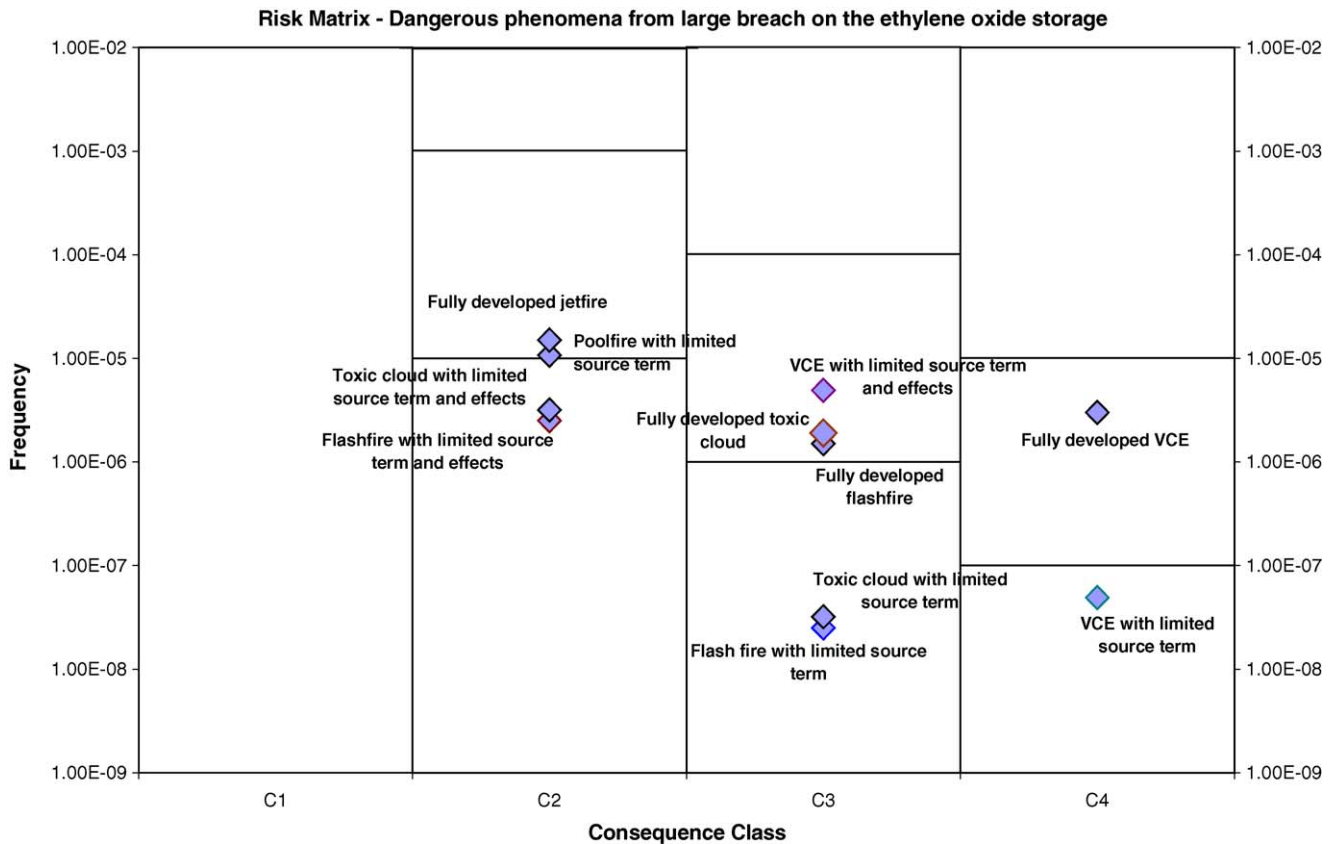 Risk Matrix - Dangerous phenomena from large breach on the ethylene oxide storage
1.00E-02
1.00E-03
1.00E-04
1.00E-05
1.00E-06
1.00E-07
1.00E-08
1.00E-09
Frequency
Fully developed jetfire
Poolfire with limited
source term
Toxic cloud with limited
source term and effects
Flashfire with limited source
term and effects
VCE with limited source term
and effects
Fully developed toxic
cloud
Fully developed
flashfire
Toxic cloud with limited
source term
Flash fire with limited source
term
Fully developed VCE
VCE with limited
source term
1.00E-02
1.00E-03
1.00E-04
1.00E-05
1.00E-06
1.00E-07
1.00E-08
1.00E-09
C1
C2
C3
C4
Consequence Class